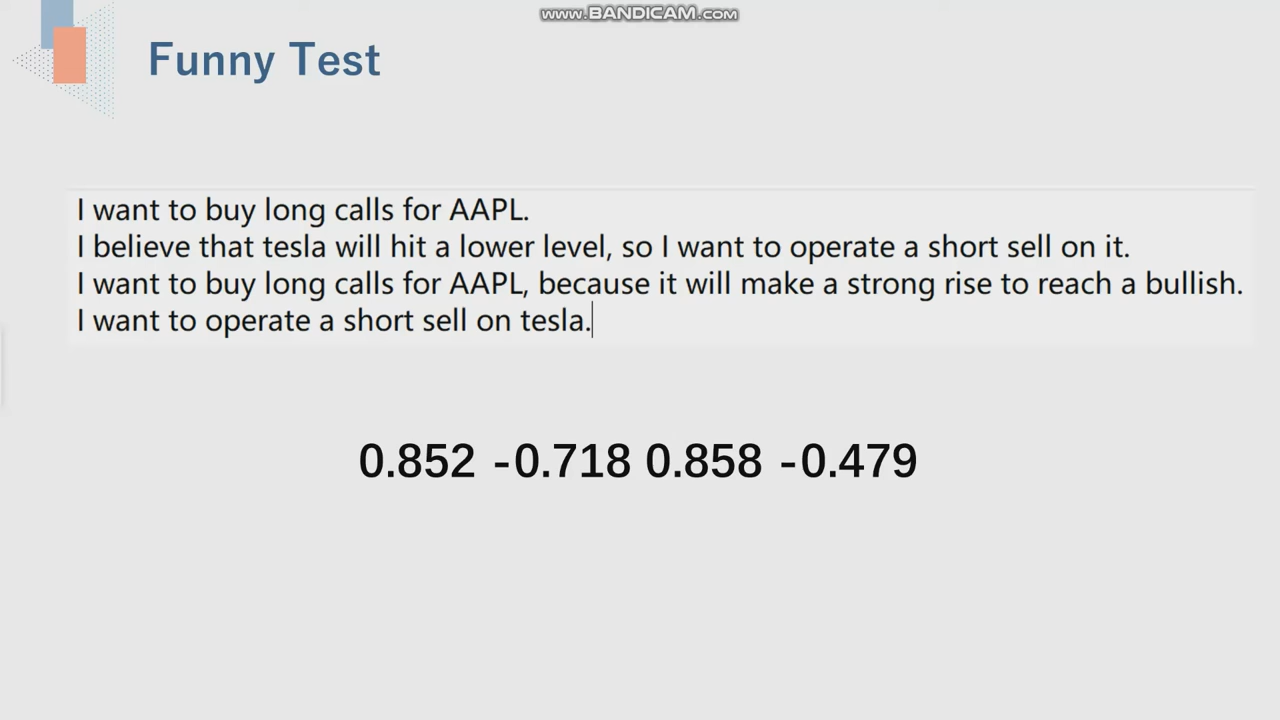 www.BANDICAM.com
Funny Test
I want to buy long calls for AAPL.
I believe that tesla will hit a lower level, so I want to operate a short sell on it.
I want to buy long calls for AAPL, because it will make a strong rise to reach a bullish.
I want to operate a short sell on tesla.
0.852 -0.718 0.858 -0.479